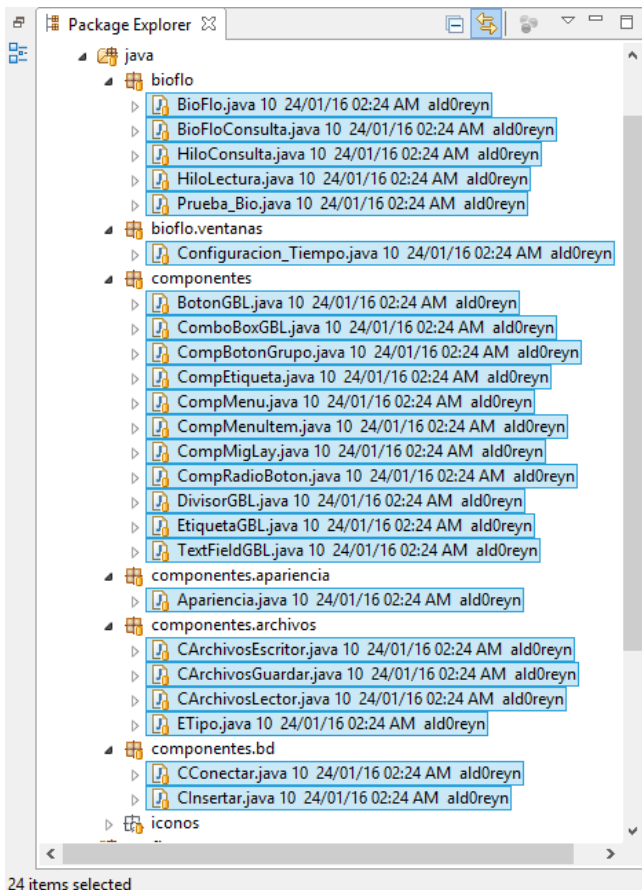 Package Explorer
java
bioflo
BioFlo.java 10 24/01/16 02:24 AM ald0reyn
BioFloConsulta.java 10 24/01/16 02:24 AM ald0reyn
HiloConsulta.java 10 24/01/16 02:24 AM ald0reyn
HiloLectura.java 10 24/01/16 02:24 AM ald0reyn
Prueba_Bio.java 10 24/01/16 02:24 AM ald0reyn
bioflo.ventanas
Configuracion_Tiempo.java 10 24/01/16 02:24 AM ald0reyn
componentes
BotonGBL.java 10 24/01/16 02:24 AM ald0reyn
ComboBoxGBL.java 10 24/01/16 02:24 AM ald0reyn
CompBotonGrupo.java 10 24/01/16 02:24 AM ald0reyn
CompEtiqueta.java 10 24/01/16 02:24 AM ald0reyn
CompMenu.java 10 24/01/16 02:24 AM ald0reyn
CompMenuItem.java 10 24/01/16 02:24 AM ald0reyn
CompMigLay.java 10 24/01/16 02:24 AM ald0reyn
CompRadioBoton.java 10 24/01/16 02:24 AM ald0reyn
DivisorGBL.java 10 24/01/16 02:24 AM ald0reyn
EtiquetaGBL.java 10 24/01/16 02:24 AM ald0reyn
TextFieldGBL.java 10 24/01/16 02:24 AM ald0reyn
componentes.apariencia
Apariencia.java 10 24/01/16 02:24 AM ald0reyn
componentes.archivos
CArchivosEscritor.java 10 24/01/16 02:24 AM ald0reyn
CArchivosGuardar.java 10 24/01/16 02:24 AM ald0reyn
CArchivosLector.java 10 24/01/16 02:24 AM ald0reyn
ETipo.java 10 24/01/16 02:24 AM ald0reyn
componentes.bd
CConectar.java 10 24/01/16 02:24 AM ald0reyn
CInsertar.java 10 24/01/16 02:24 AM ald0reyn
iconos
24 items selected